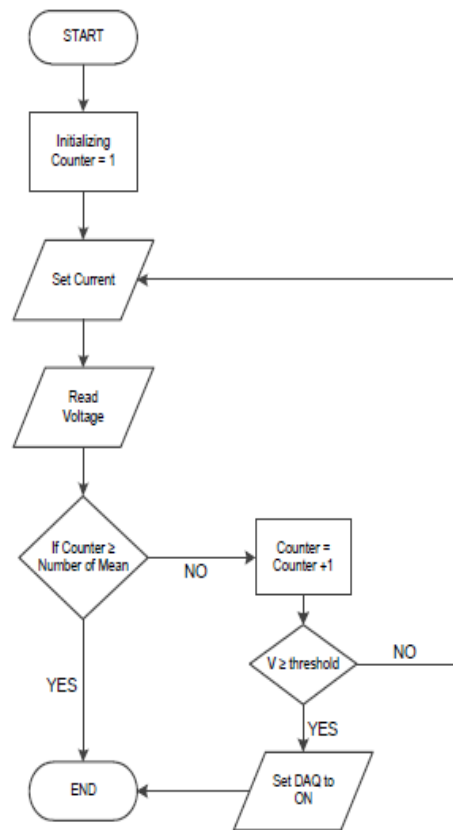 START
Initializing
Counter = 1
Set Current
Read
Voltage
If Counter ≥
Number of Mean
NO
Counter =
Counter +1
V ≥ threshold
NO
YES
YES
Set DAQ to
ON
END